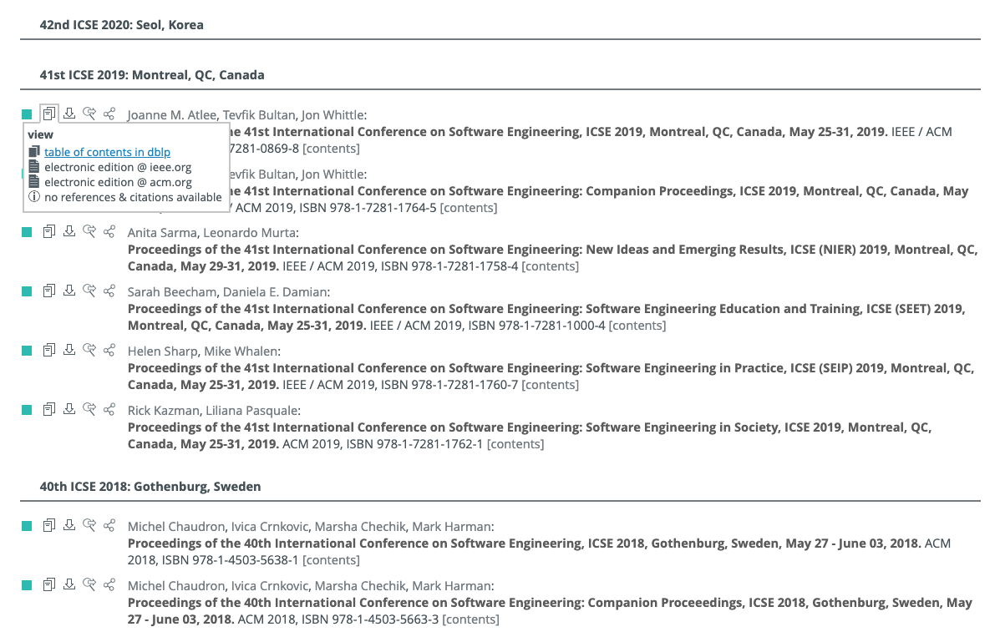 42nd ICSE 2020: Seol, Korea
41st ICSE 2019: Montreal, QC, Canada
Joanne M. Atlee, Tevfik Bultan, Jon Whittle:
41st International Conference on Software Engineering, ICSE 2019, Montreal, QC, Canada, May 25-31, 2019. IEEE / ACM
7281-0869-8 [contents]
view
table of contents in dblp
electronic edition @ ieee.org
electronic edition @ acm.org
no references & citations available
Bultan, Jon Whittle:
41st International Conference on Software Engineering: Companion Proceedings, ICSE 2019, Montreal, QC, Canada, May
/ ACM 2019, ISBN 978-1-7281-1764-5 [contents]
Anita Sarma, Leonardo Murta:
Proceedings of the 41st International Conference on Software Engineering: New Ideas and Emerging Results, ICSE (NIER) 2019, Montreal, QC,
Canada, May 29-31, 2019. IEEE / ACM 2019, ISBN 978-1-7281-1758-4 [contents]
Sarah Beecham, Daniela E. Damian:
Proceedings of the 41st International Conference on Software Engineering: Software Engineering Education and Training, ICSE (SEET) 2019,
Montreal, QC, Canada, May 25-31, 2019. IEEE / ACM 2019, ISBN 978-1-7281-1000-4 [contents]
Helen Sharp, Mike Whalen:
Proceedings of the 41st International Conference on Software Engineering: Software Engineering in Practice, ICSE (SEIP) 2019, Montreal, QC,
Canada, May 25-31, 2019. IEEE / ACM 2019, ISBN 978-1-7281-1760-7 [contents]
Rick Kazman, Liliana Pasquale:
Proceedings of the 41st International Conference on Software Engineering: Software Engineering in Society, ICSE 2019, Montreal, QC,
Canada, May 25-31, 2019. ACM 2019, ISBN 978-1-7281-1762-1 [contents]
40th ICSE 2018: Gothenburg, Sweden
Michel Chaudron, Ivica Crnkovic, Marsha Chechik, Mark Harman:
Proceedings of the 40th International Conference on Software Engineering, ICSE 2018, Gothenburg, Sweden, May 27 - June 03, 2018. ACM
2018, ISBN 978-1-4503-5638-1 [contents]
Michel Chaudron, Ivica Crnkovic, Marsha Chechik, Mark Harman:
Proceedings of the 40th International Conference on Software Engineering: Companion Proceeedings, ICSE 2018, Gothenburg, Sweden, May
27 - June 03, 2018. ACM 2018, ISBN 978-1-4503-5663-3 [contents]